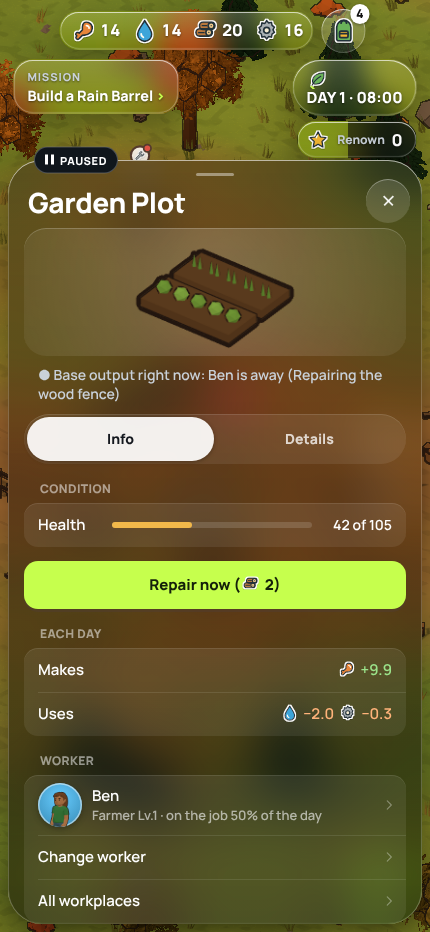 14 14 20 16 4
MISSION
Build a Rain Barrel ›
DAY 1 · 08:00
Renown 0
PAUSED
Garden Plot
Base output right now: Ben is away (Repairing the
wood fence)
Info Details
CONDITION
Health 42 of 105
Repair now ( 2)
EACH DAY
Makes +9.9
Uses −2.0 −0.3
WORKER
Ben
Farmer Lv.1 · on the job 50% of the day
Change worker
All workplaces